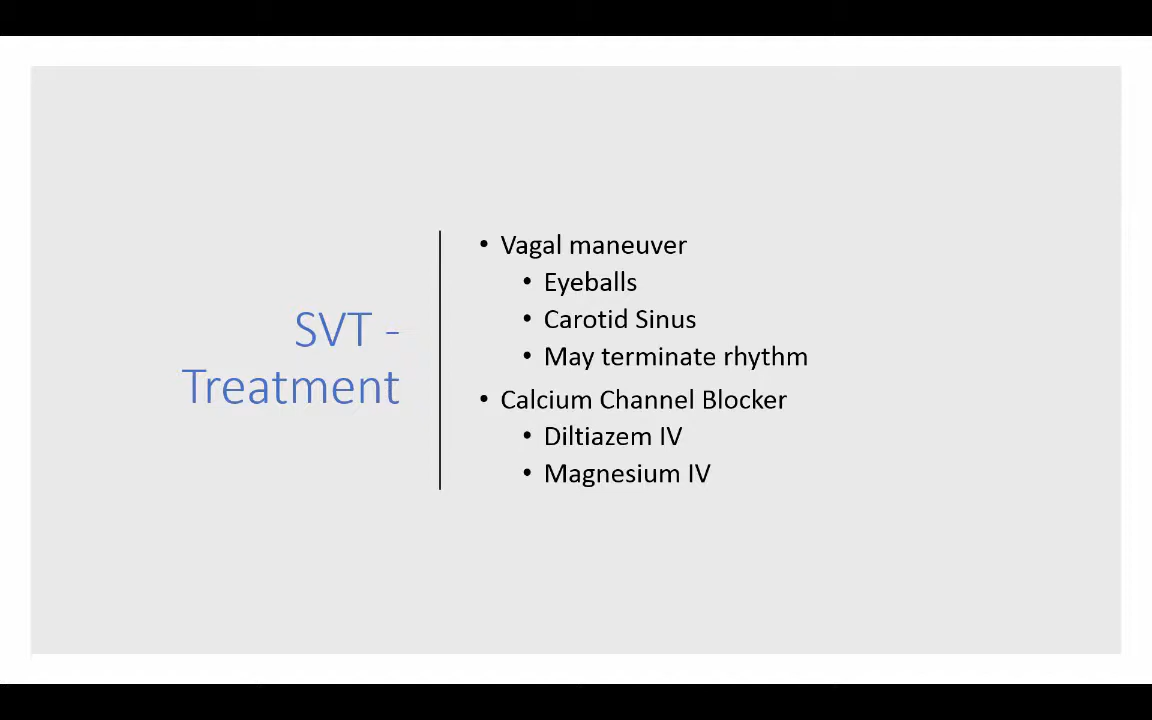 SVT -
Treatment
• Vagal maneuver
• Eyeballs
• Carotid Sinus
• May terminate rhythm
• Calcium Channel Blocker
• Diltiazem IV
• Magnesium IV